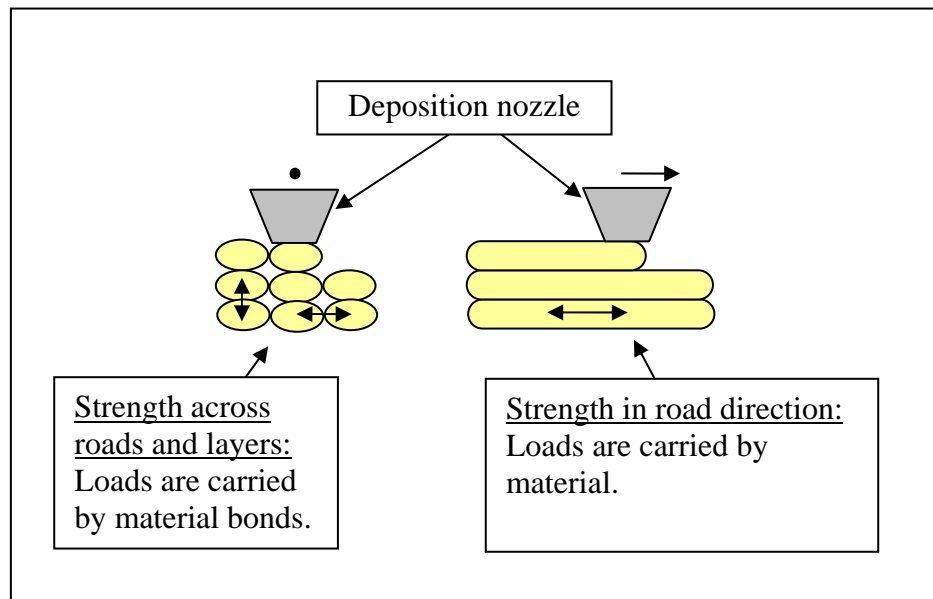 Deposition nozzle
Strength across
roads and layers:
Loads are carried
by material bonds.
Strength in road direction:
Loads are carried by
material.